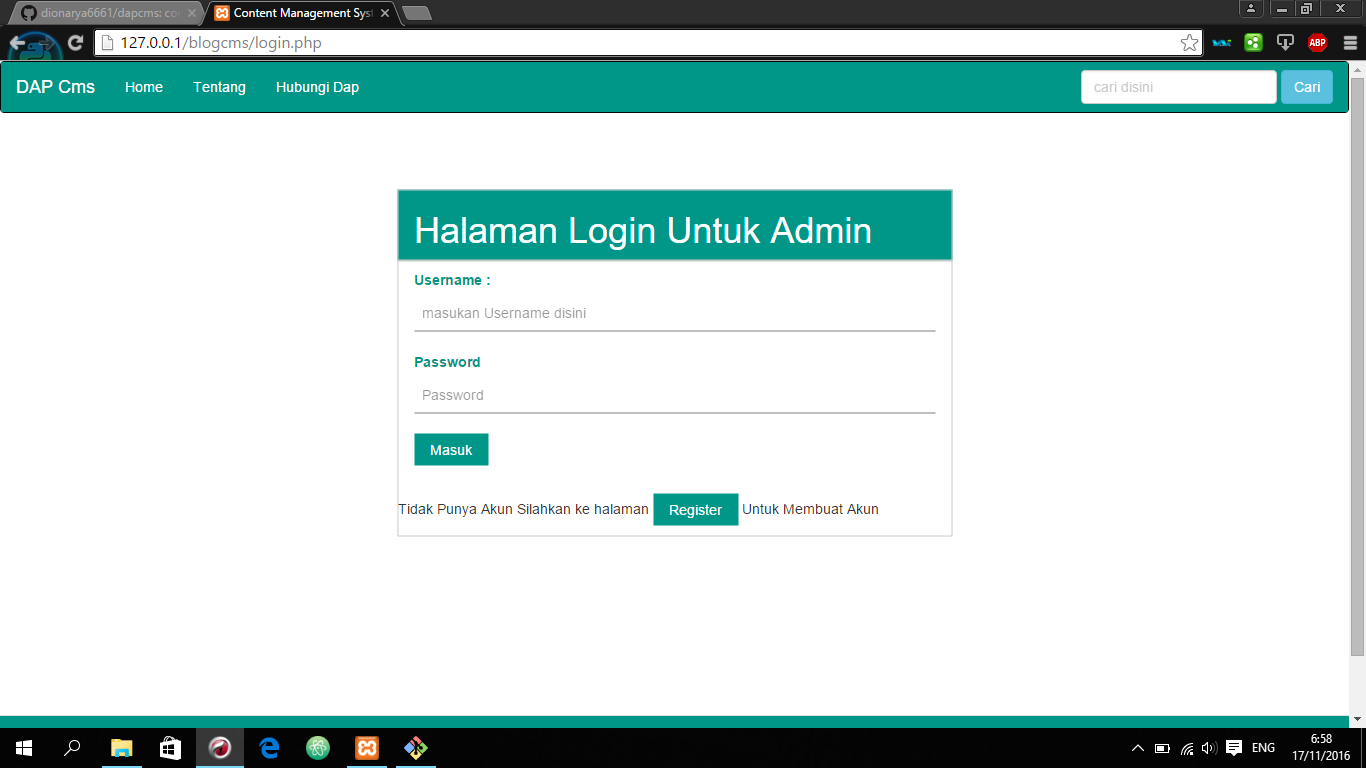 dionarya6661/dapcms: co
Content Management Syst
127.0.0.1/blogcms/login.php
ABP
DAP Cms Home Tentang Hubungi Dap cari disini Cari
Halaman Login Untuk Admin
Username :
masukan Username disini
Password
Password
Masuk
Tidak Punya Akun Silahkan ke halaman Register Untuk Membuat Akun
ENG
6:58
17/11/2016